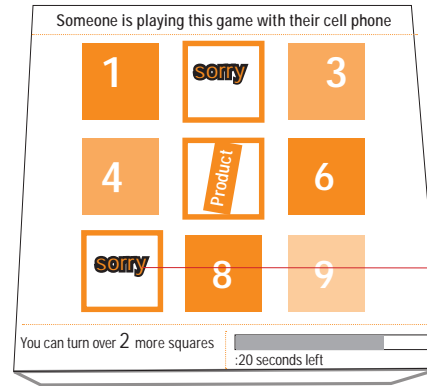 Someone is playing this game with their cell phone
1 sorry 3
4 Product 6
sorry 8 9
You can turn over 2 more squares
:20 seconds left